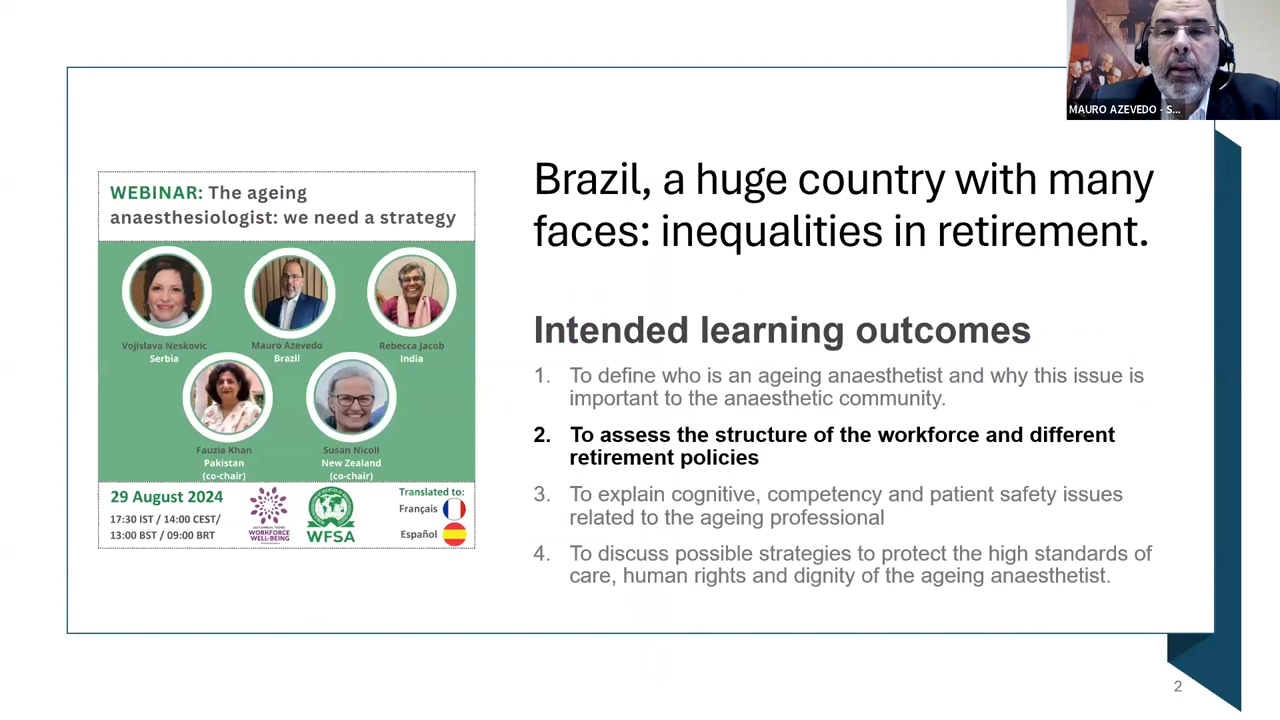 MAURO AZEVEDO - S...
WEBINAR: The ageing
anaesthesiologist: we need a strategy
Vojislava Neskovic
Serbia
Mauro Azevedo
Brazil
Rebecca Jacob
India
Fauzia Khan
Pakistan
(co-chair)
Susan Nicoll
New Zealand
(co-chair)
29 August 2024
17:30 IST / 14:00 CEST/
13:00 BST / 09:00 BRT
WORKFORCE
WELL-BEING
WFSA
Translated to:
Français
Español
Brazil, a huge country with many
faces: inequalities in retirement.
Intended learning outcomes
1. To define who is an ageing anaesthetist and why this issue is
important to the anaesthetic community.
2. To assess the structure of the workforce and different
retirement policies
3. To explain cognitive, competency and patient safety issues
related to the ageing professional
4. To discuss possible strategies to protect the high standards of
care, human rights and dignity of the ageing anaesthetist.
2